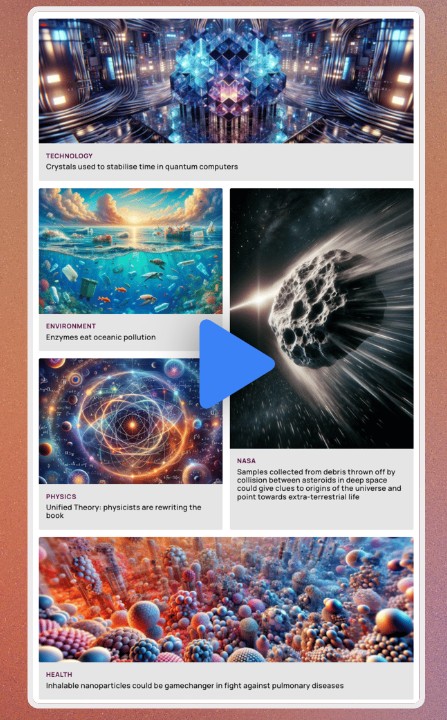 TECHNOLOGY
Crystals used to stabilise time in quantum computers
ENVIRONMENT
Enzymes eat oceanic pollution
PHYSICS
Unified Theory: physicists are rewriting the
book
NASA
Samples collected from debris thrown off by
collision between asteroids in deep space
could give clues to origins of the universe and
point towards extra-terrestrial life
HEALTH
Inhalable nanoparticles could be gamechanger in fight against pulmonary diseases